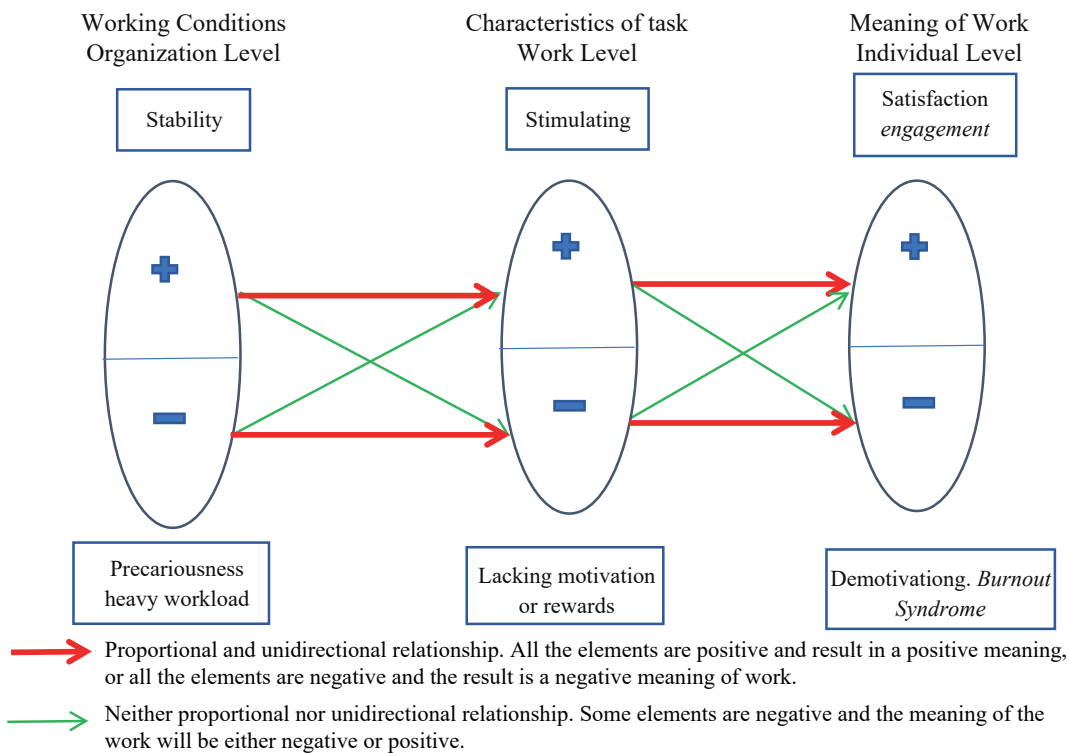 Working Conditions
Organization Level
Characteristics of task
Work Level
Meaning of Work
Individual Level
Stability
Stimulating
Satisfaction
engagement
Precariousness
heavy workload
Lacking motivation
or rewards
Demotivationg. Burnout
Syndrome
Proportional and unidirectional relationship. All the elements are positive and result in a positive meaning,
or all the elements are negative and the result is a negative meaning of work.
Neither proportional nor unidirectional relationship. Some elements are negative and the meaning of the
work will be either negative or positive.